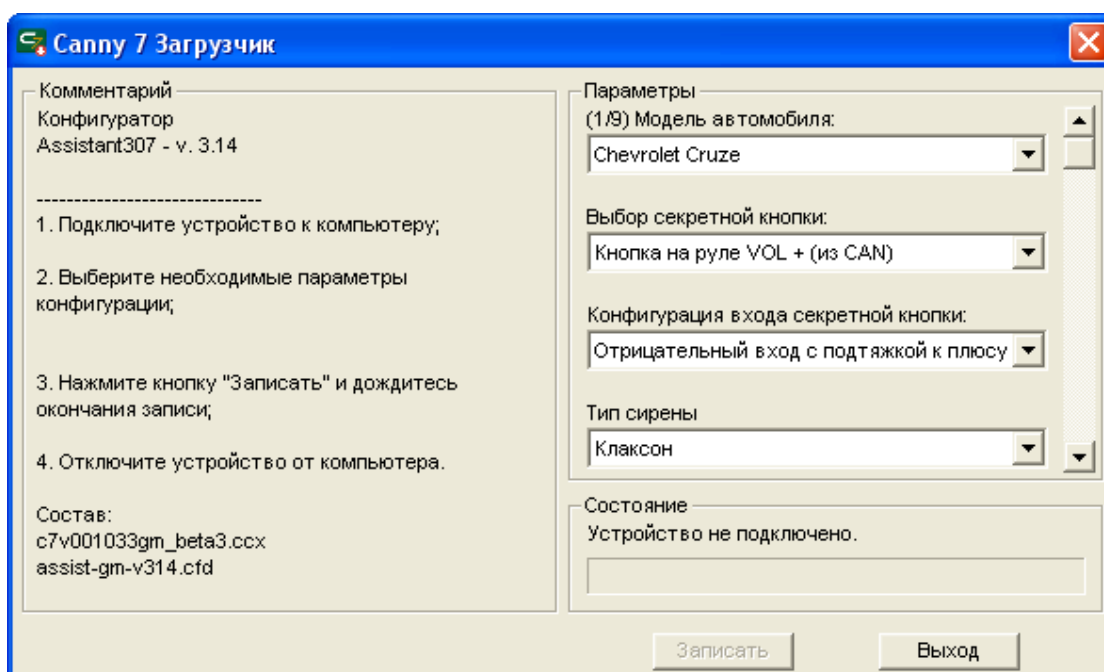 Canny 7 Загрузчик
Комментарий
Конфигуратор
Assistant307 - v. 3.14
------------------------------
1. Подключите устройство к компьютеру;
2. Выберите необходимые параметры
конфигурации;
3. Нажмите кнопку "Записать" и дождитесь
окончания записи;
4. Отключите устройство от компьютера.
Состав:
c7v001033gm_beta3.ccx
assist-gm-v314.cfd
Параметры
(1/9) Модель автомобиля:
Chevrolet Cruze
Выбор секретной кнопки:
Кнопка на руле VOL + (из CAN)
Конфигурация входа секретной кнопки:
Отрицательный вход с подтяжкой к плюсу
Тип сирены
Клаксон
Состояние
Устройство не подключено.
Записать
Выход